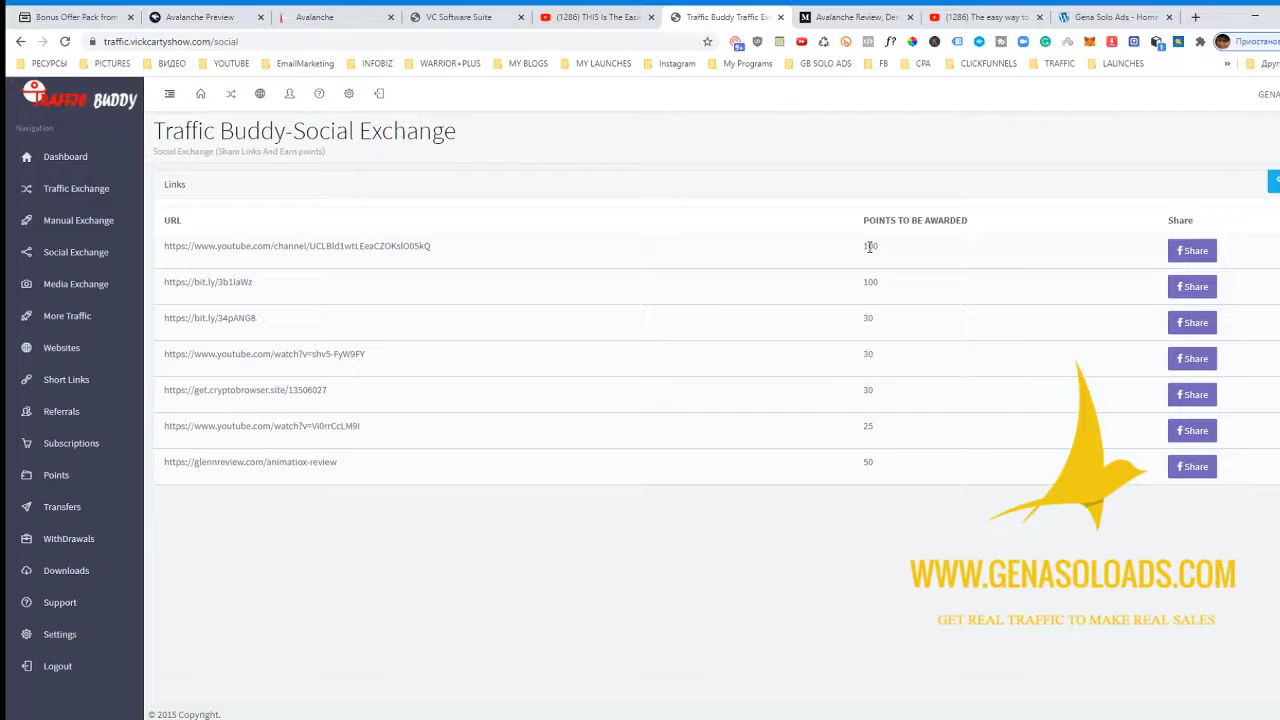 Bonus Offer Pack from
Avalanche Preview
Avalanche
VC Software Suite
(1286) THIS Is The Easi
Traffic Buddy Traffic Ex
Avalanche Review, Der
(1286) The easy way to
Gena Solo Ads - Home
traffic.vickcartyshow.com/social
Приостанов
РЕСУРСЫ
PICTURES
ВИДЕО
YOUTUBE
EmailMarketing
INFOBIZ
WARRIOR+PLUS
MY BLOGS
MY LAUNCHES
Instagram
My Programs
GB SOLO ADS
FB
CPA
CLICKFUNNELS
TRAFFIC
LAUNCHES
TRAFFIC BUDDY
GENA
Navigation
Dashboard
Traffic Exchange
Manual Exchange
Social Exchange
Media Exchange
More Traffic
Websites
Short Links
Referrals
Subscriptions
Points
Transfers
WithDrawals
Downloads
Support
Settings
Logout
Traffic Buddy-Social Exchange
Social Exchange (Share Links And Earn points)
Links
URL POINTS TO BE AWARDED Share
https://www.youtube.com/channel/UCLBld1wtLEeaCZOKslO05kQ 100 Share
https://bit.ly/3b1IaWz 100 Share
https://bit.ly/34pANG8 30 Share
https://www.youtube.com/watch?v=shv5-FyW9FY 30 Share
https://get.cryptobrowser.site/13506027 30 Share
https://www.youtube.com/watch?v=Vi0rrCcLM9I 25 Share
https://glennreview.com/animatiox-review 50 Share
WWW.GENASOLOADS.COM
GET REAL TRAFFIC TO MAKE REAL SALES
© 2015 Copyright.